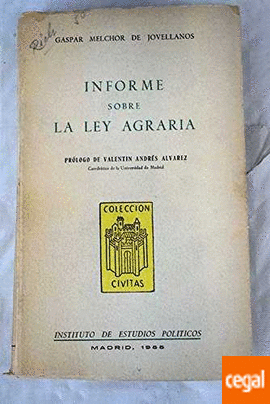 GASPAR MELCHOR DE JOVELLANOS
INFORME
SOBRE
LA LEY AGRARIA
PRÓLOGO DE VALENTIN ANDRÉS ALVAREZ
Catedrático de la Universidad de Madrid
COLECCION
CIVITAS
INSTITUTO DE ESTUDIOS POLITICOS
MADRID, 1955
cegal